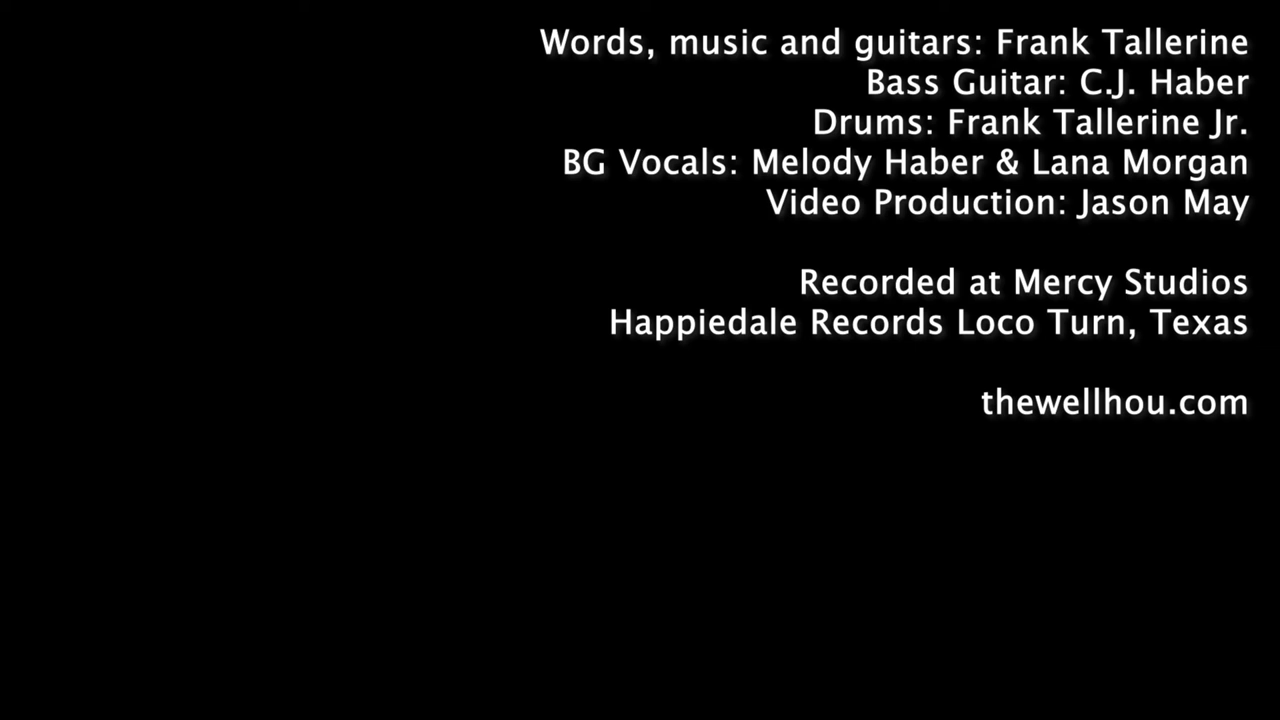 Words, music and guitars: Frank Tallerine
Bass Guitar: C.J. Haber
Drums: Frank Tallerine Jr.
BG Vocals: Melody Haber & Lana Morgan
Video Production: Jason May
Recorded at Mercy Studios
Happiedale Records Loco Turn, Texas
thewellhou.com